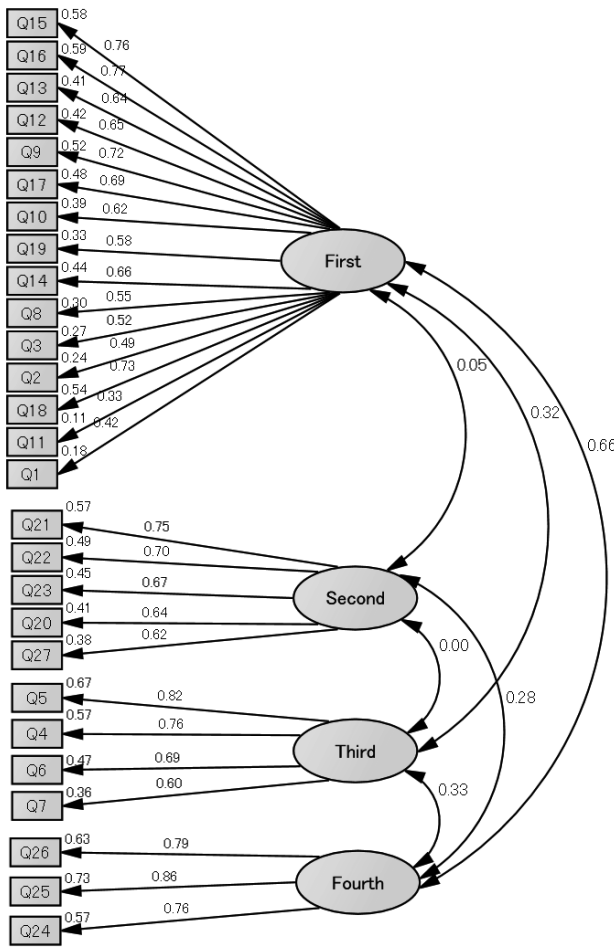 0.58
Q15
0.76
0.59
Q16
0.77
0.41
Q13
0.64
0.42
Q12
0.65
0.52
Q9
0.72
0.48
Q17
0.69
0.39
Q10
0.62
0.33
Q19
0.58
First
0.44
Q14
0.66
0.30
Q8
0.55
0.27
Q3
0.52
0.24
Q2
0.49
0.73
0.54
Q18
0.33
0.11
Q11
0.42
0.18
Q1
0.05
0.32
0.66
0.57
Q21
0.75
0.49
Q22
0.70
0.45
Q23
0.67
Second
0.41
Q20
0.64
0.38
Q27
0.62
0.00
0.28
0.67
Q5
0.82
0.57
Q4
0.76
Third
0.47
Q6
0.69
0.36
Q7
0.60
0.33
0.63
Q26
0.79
0.73
Q25
0.86
Fourth
0.57
Q24
0.76